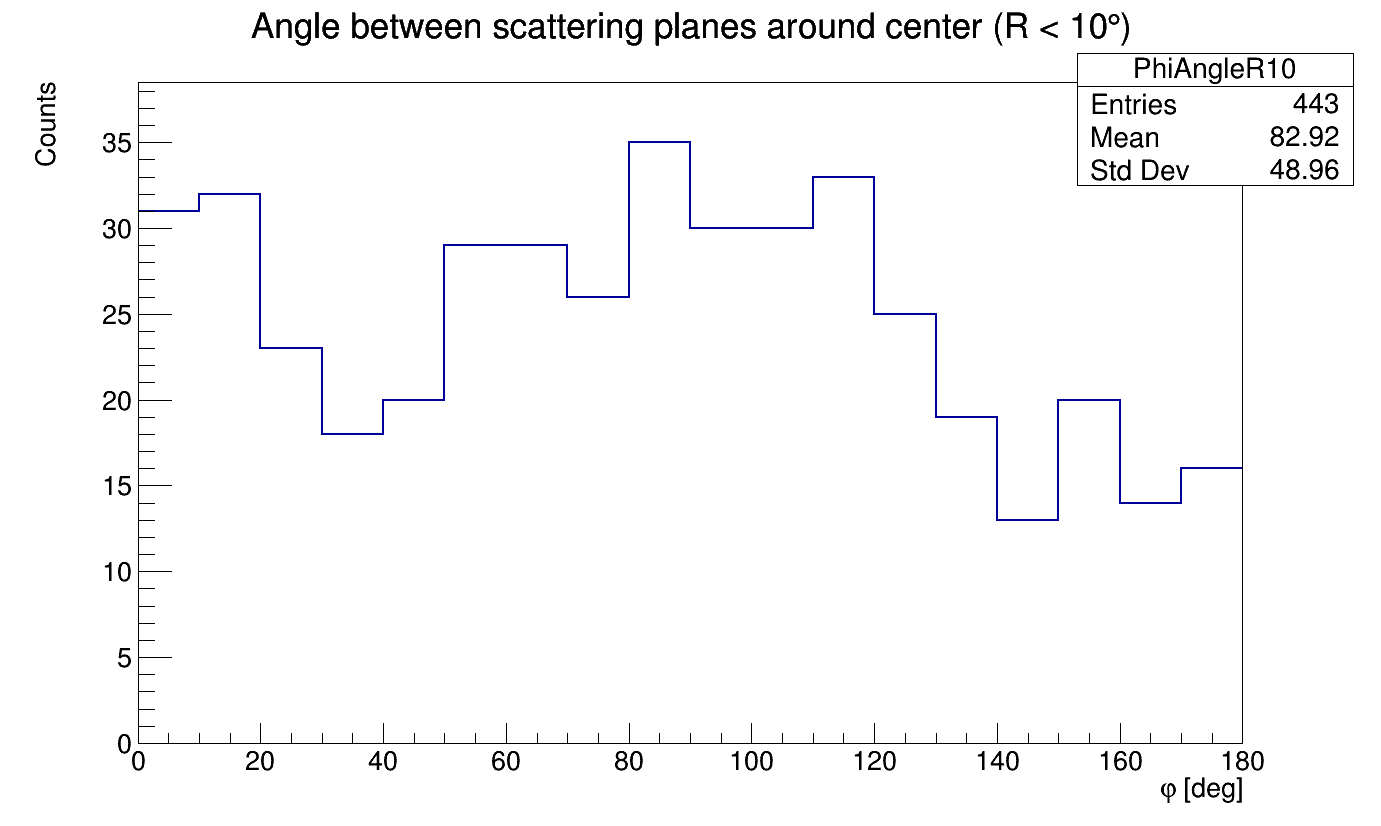 Angle between scattering planes around center (R < 10°)
PhiAngleR10
Entries 443
Mean 82.92
Std Dev 48.96
Counts
35
30
25
20
15
10
5
0
0 20 40 60 80 100 120 140 160 180
φ [deg]